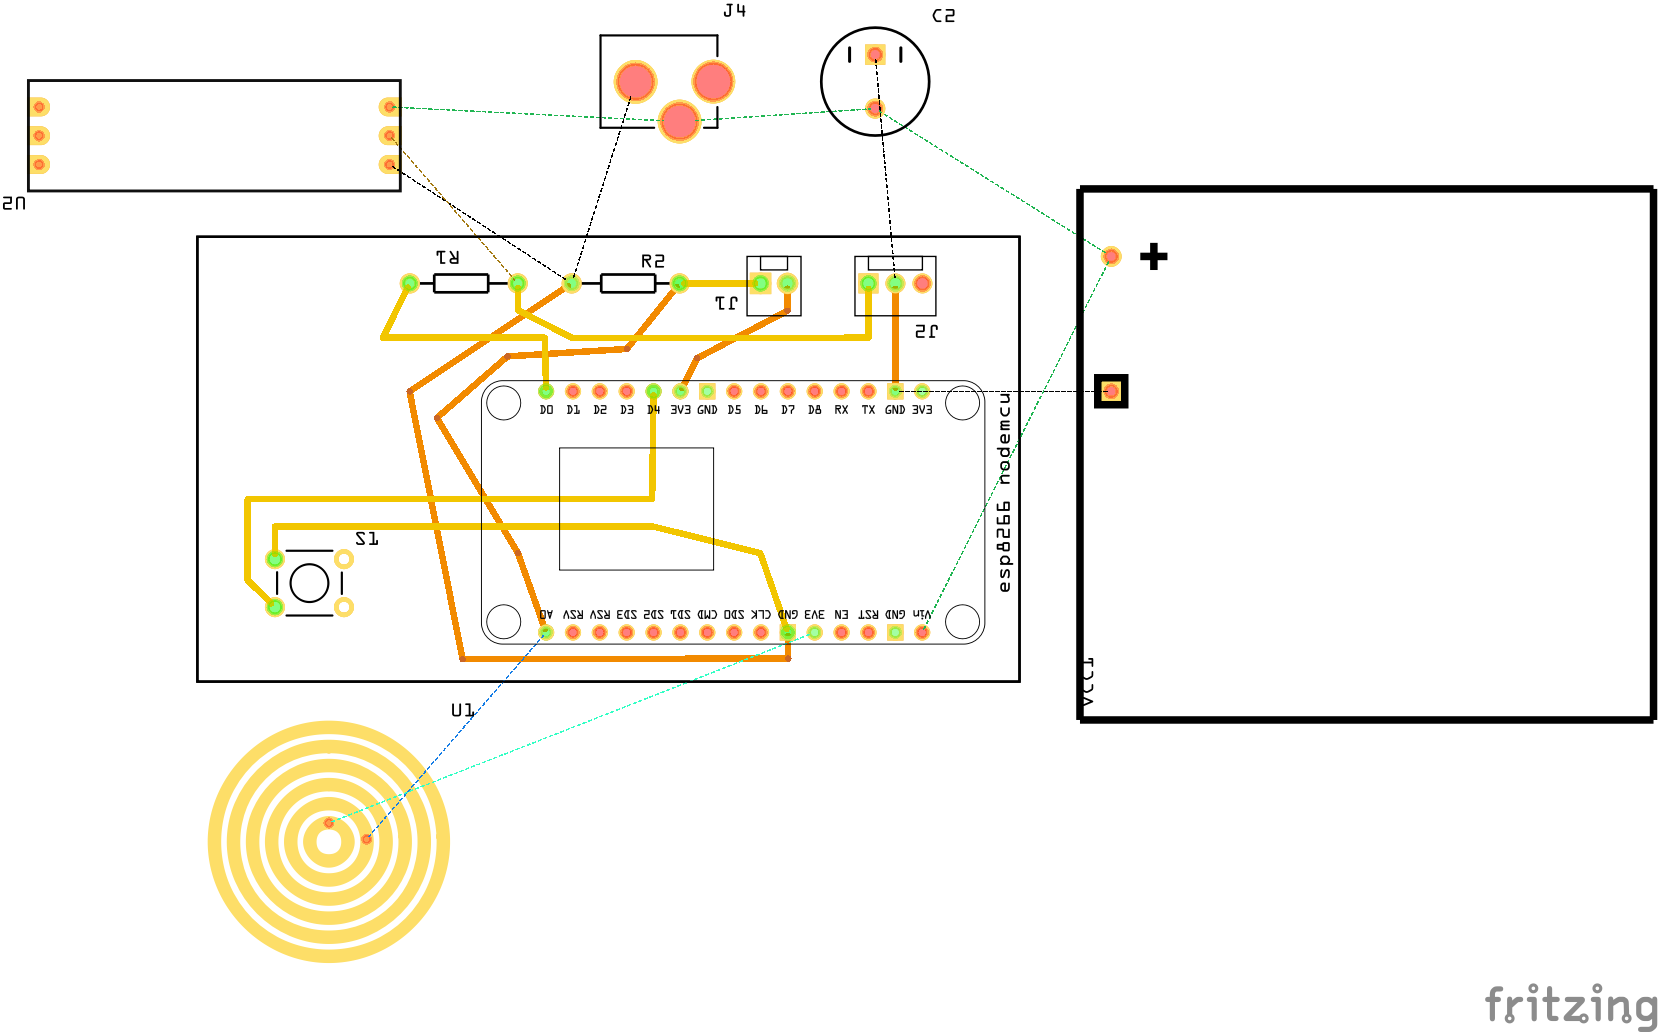 J4
C2
U2
R1
R2
J1
J2
+
D0 D1 D2 D3 D4 3V3 GND D5 D6 D7 D8 RX TX GND 3V3
esp8266 nodemcu
S1
A0 RSV RSV SD3 SD2 SD1 CMD SD0 CLK GND 3V3 EN RST GND Vin
VCC1
U1
fritzing